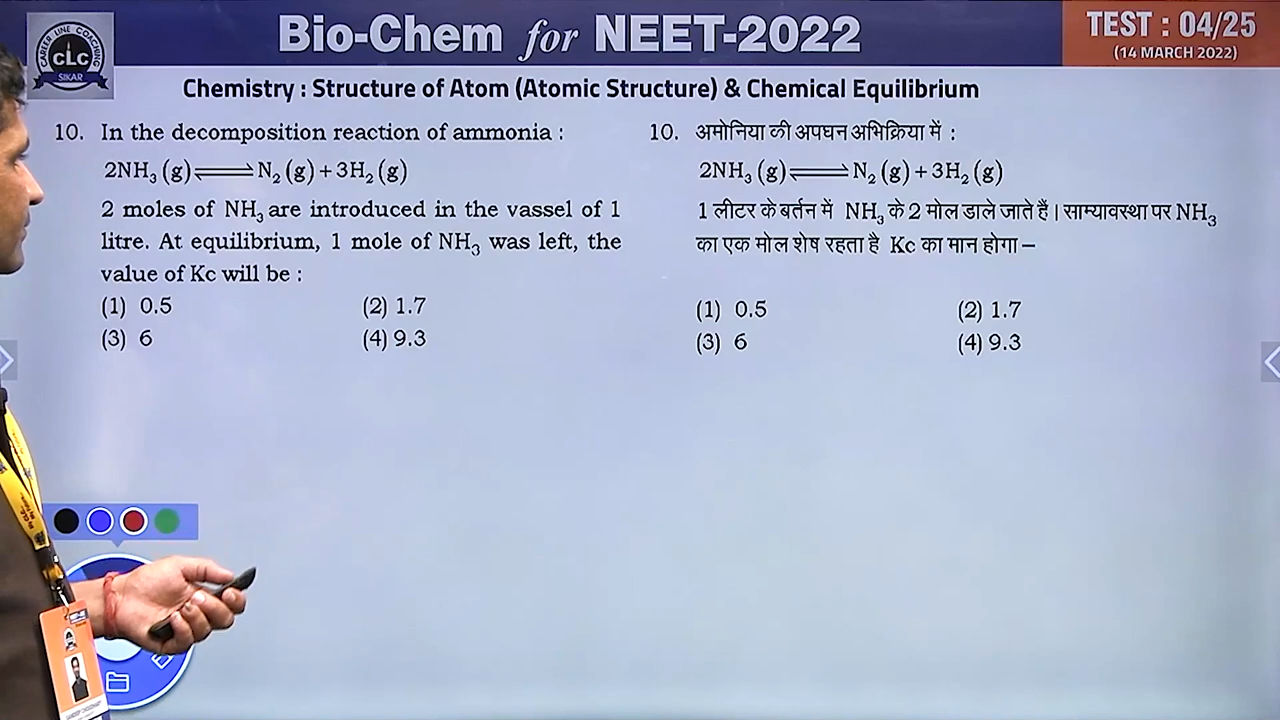 Bio-Chem for NEET-2022
TEST : 04/25
(14 MARCH 2022)
CAREER LINE COACHING
CLC
SIKAR
Chemistry : Structure of Atom (Atomic Structure) & Chemical Equilibrium
10. In the decomposition reaction of ammonia :
2NH₃ (g) ⇌ N₂ (g) + 3H₂ (g)
2 moles of NH₃ are introduced in the vassel of 1
litre. At equilibrium, 1 mole of NH₃ was left, the
value of Kc will be :
(1) 0.5 (2) 1.7
(3) 6 (4) 9.3
10. अमोनिया की अपघन अभिक्रिया में :
2NH₃ (g) ⇌ N₂ (g) + 3H₂ (g)
1 लीटर के बर्तन में NH₃ के 2 मोल डाले जाते हैं। साम्यावस्था पर NH₃
का एक मोल शेष रहता है Kc का मान होगा –
(1) 0.5 (2) 1.7
(3) 6 (4) 9.3